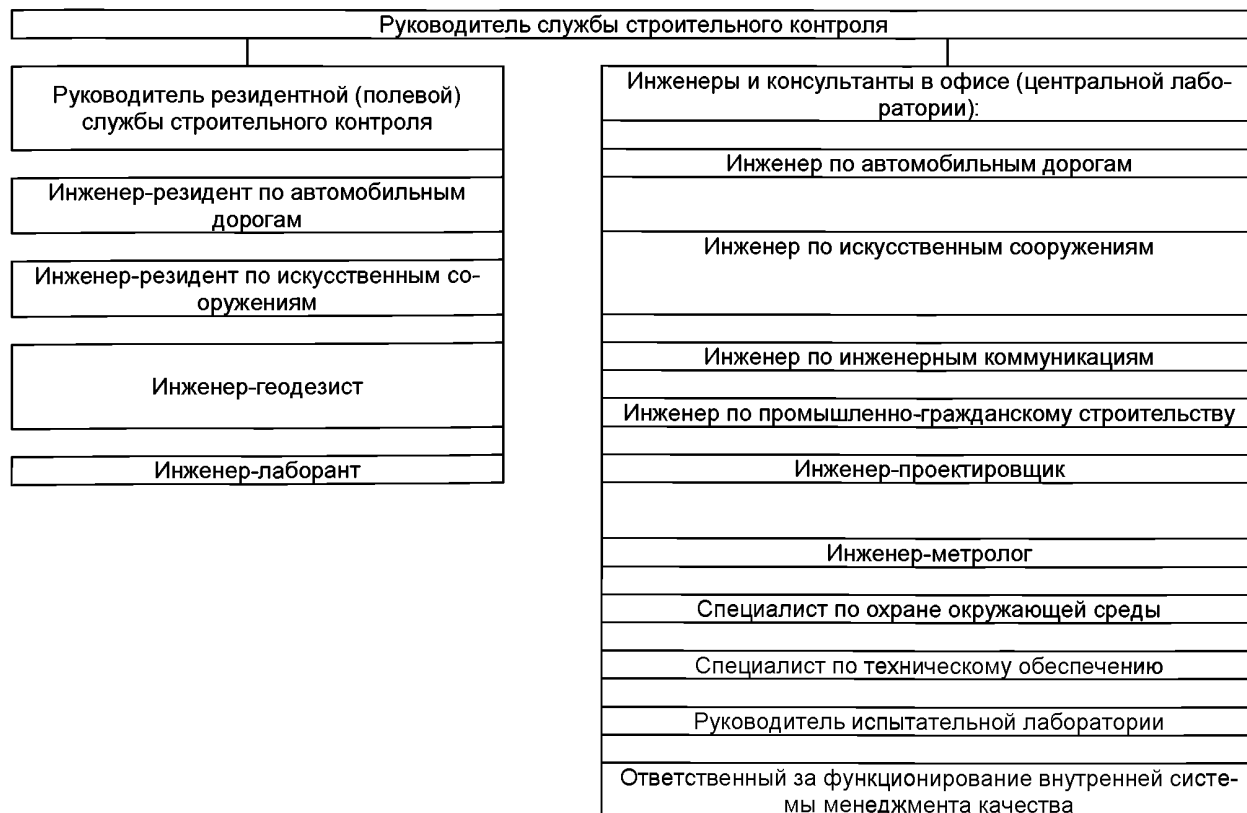 Руководитель службы строительного контроля
Руководитель резидентной (полевой)
службы строительного контроля
Инженер-резидент по автомобильным
дорогам
Инженер-резидент по искусственным со-
оружениям
Инженер-геодезист
Инженер-лаборант
Инженеры и консультанты в офисе (центральной лабо-
ратории):
Инженер по автомобильным дорогам
Инженер по искусственным сооружениям
Инженер по инженерным коммуникациям
Инженер по промышленно-гражданскому строительству
Инженер-проектировщик
Инженер-метролог
Специалист по охране окружающей среды
Специалист по техническому обеспечению
Руководитель испытательной лаборатории
Ответственный за функционирование внутренней систе-
мы менеджмента качества